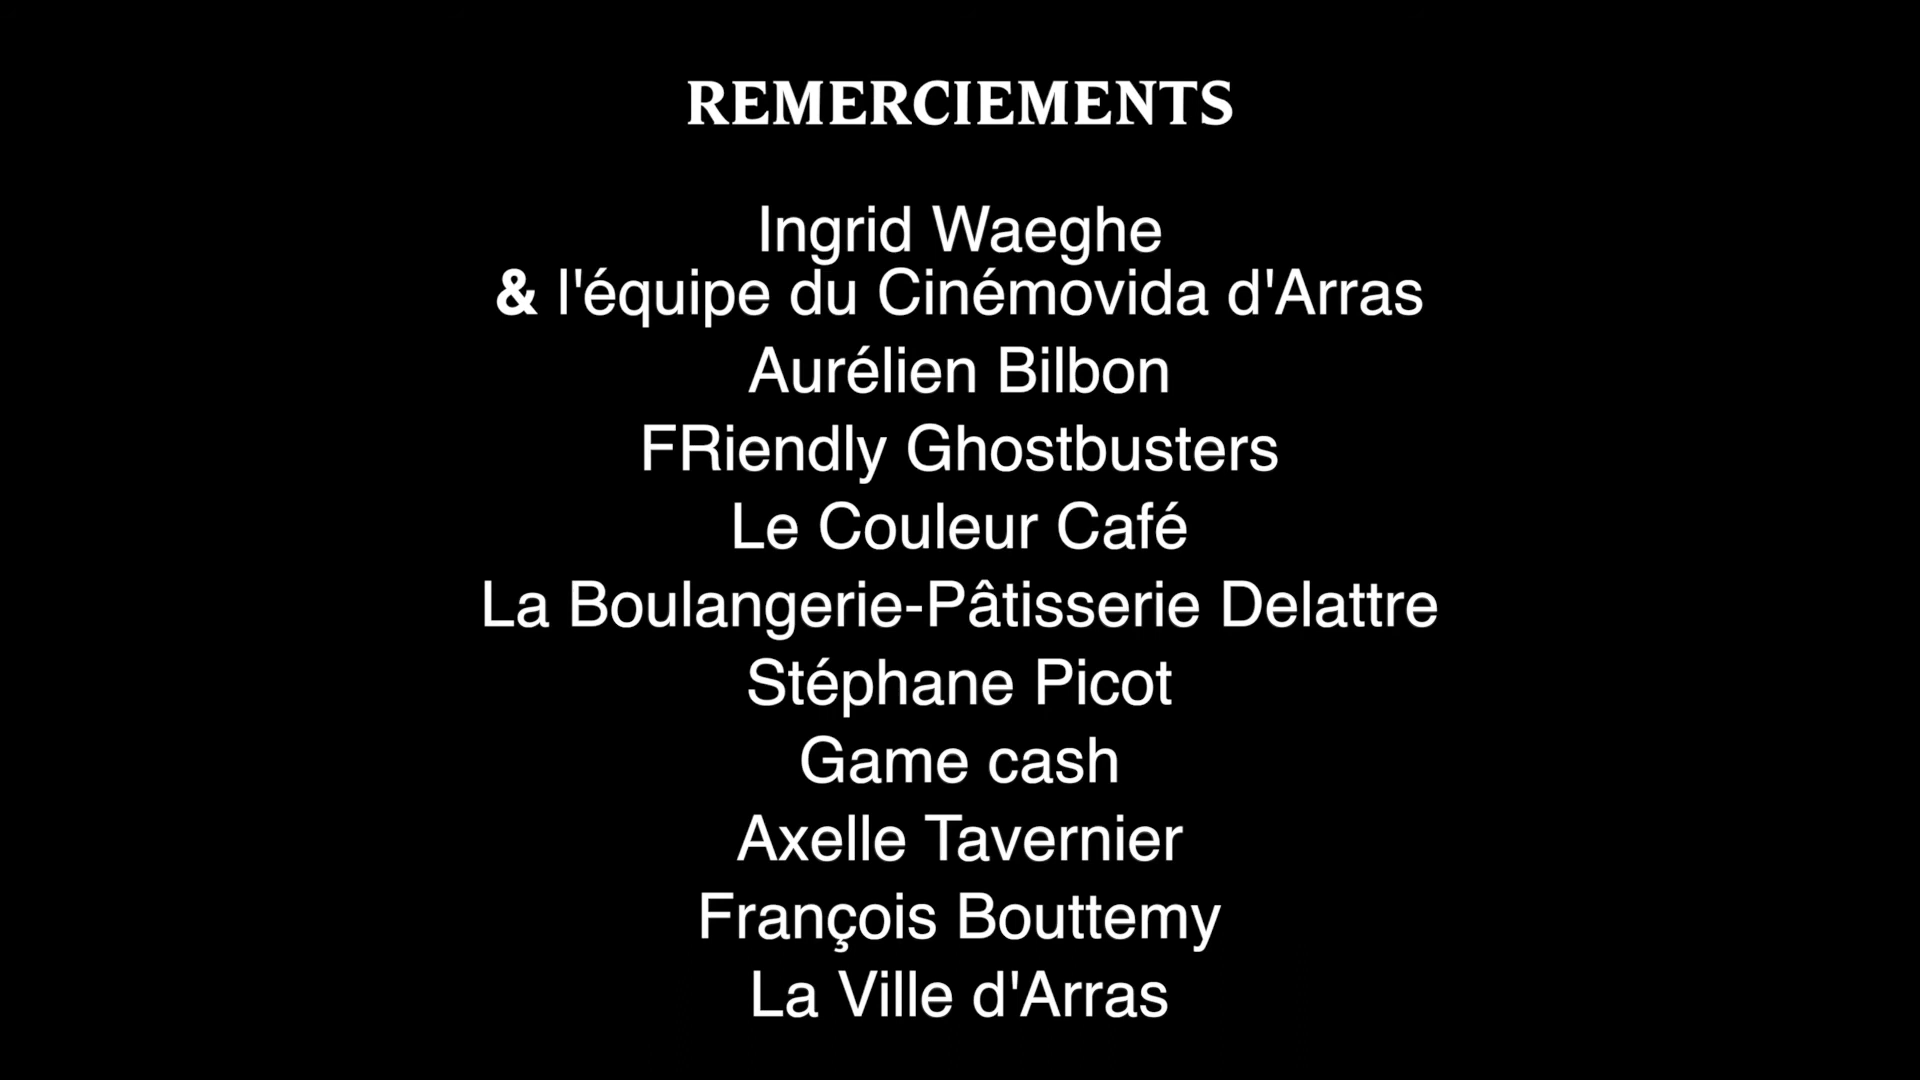 REMERCIEMENTS
Ingrid Waeghe
& l'équipe du Cinémovida d'Arras
Aurélien Bilbon
FRiendly Ghostbusters
Le Couleur Café
La Boulangerie-Pâtisserie Delattre
Stéphane Picot
Game cash
Axelle Tavernier
François Bouttemy
La Ville d'Arras